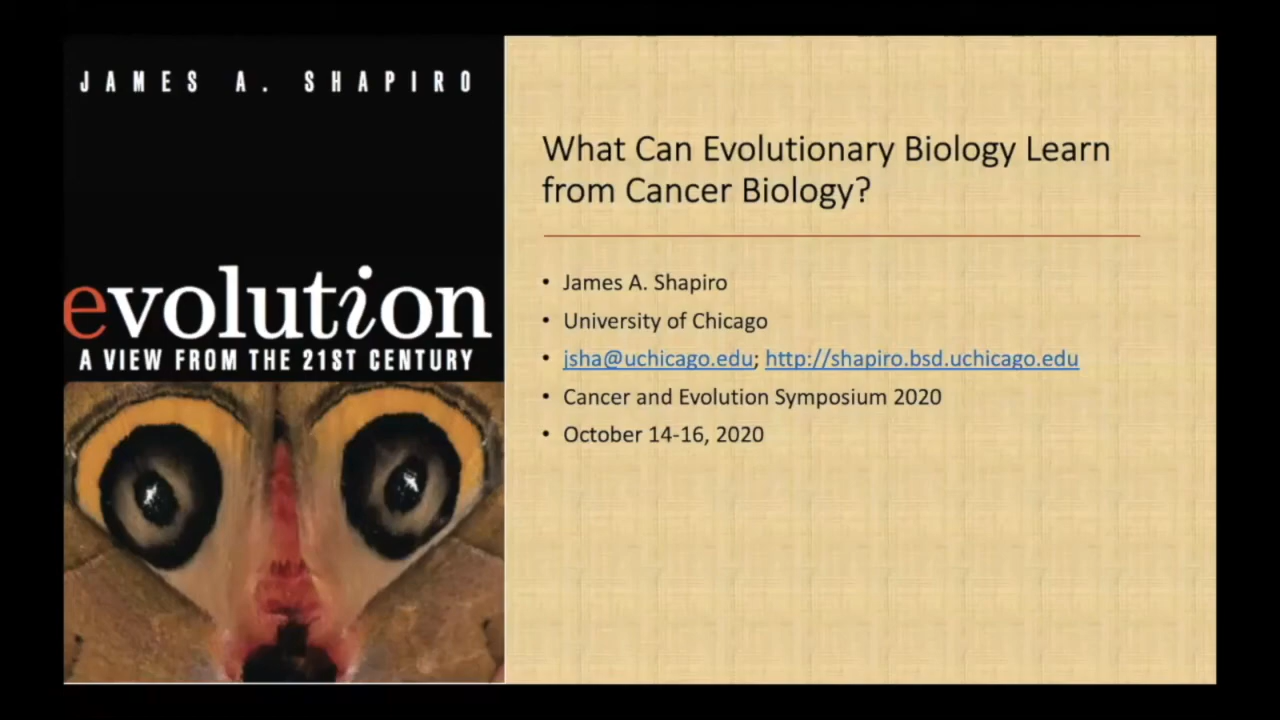 JAMES A. SHAPIRO
evolution
A VIEW FROM THE 21ST CENTURY
What Can Evolutionary Biology Learn
from Cancer Biology?
• James A. Shapiro
• University of Chicago
• jsha@uchicago.edu; http://shapiro.bsd.uchicago.edu
• Cancer and Evolution Symposium 2020
• October 14-16, 2020